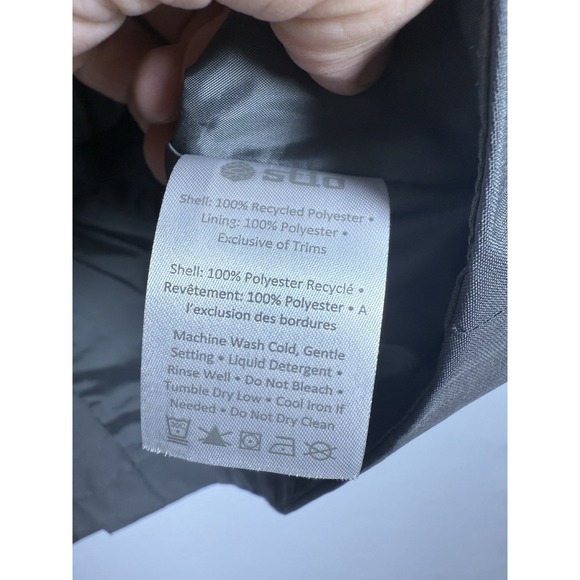 stio
Shell: 100% Recycled Polyester •
Lining: 100% Polyester •
Exclusive of Trims
Shell: 100% Polyester Recyclé •
Revêtement: 100% Polyester • A
l'exclusion des bordures
Machine Wash Cold, Gentle
Setting • Liquid Detergent •
Rinse Well • Do Not Bleach •
Tumble Dry Low • Cool Iron If
Needed • Do Not Dry Clean